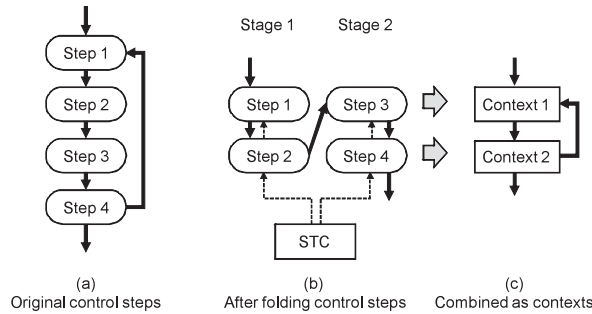 Stage 1
Stage 2
Step 1
Step 2
Step 3
Step 4
Step 1
Step 3
Step 2
Step 4
STC
Context 1
Context 2
(a)
Original control steps
(b)
After folding control steps
(c)
Combined as contexts